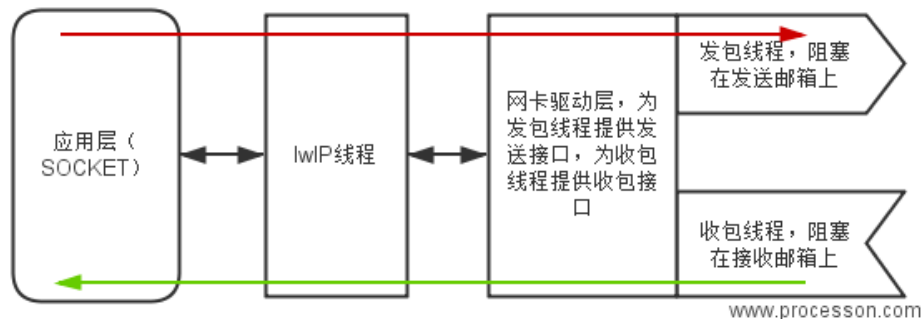 应用层（
SOCKET）
lwIP线程
网卡驱动层，为
发包线程提供发
送接口，为收包
线程提供收包接
口
发包线程，阻塞
在发送邮箱上
收包线程，阻塞
在接收邮箱上
www.processon.com